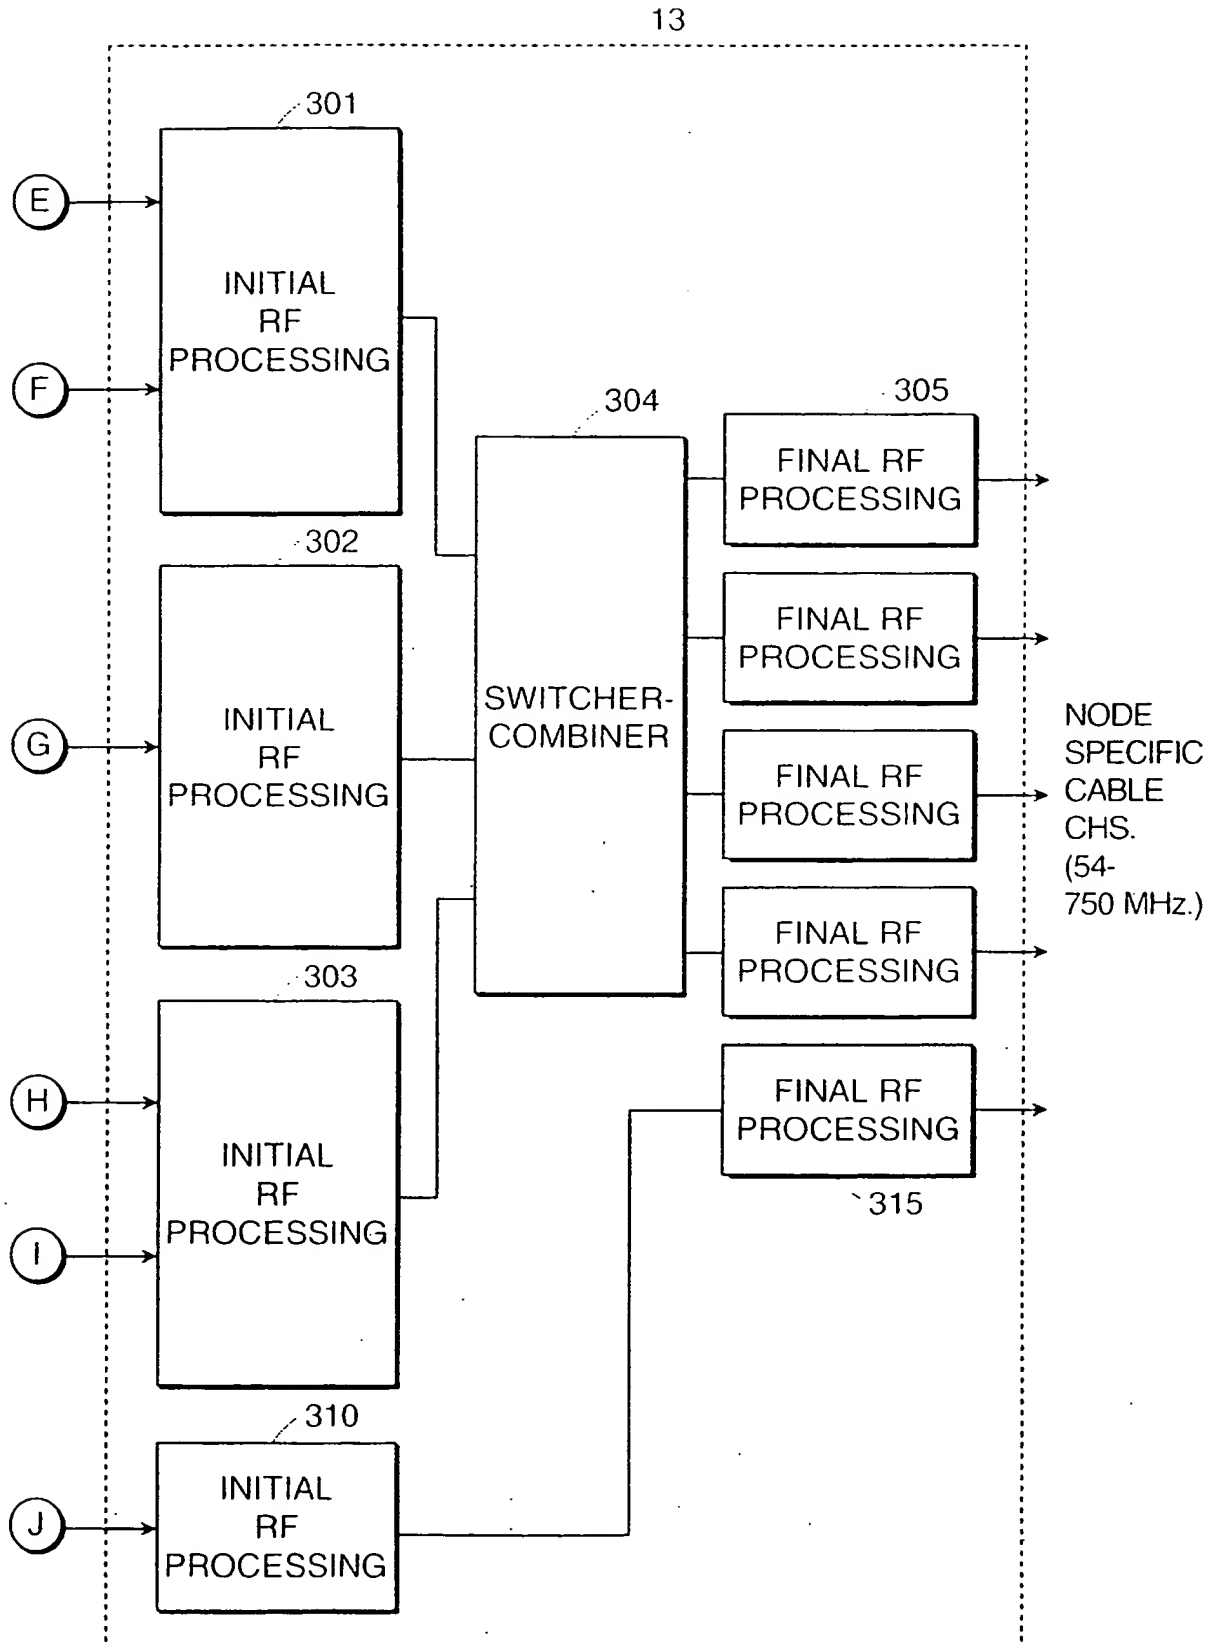 13
301
E
INITIAL
RF
PROCESSING
F
304
305
FINAL RF
PROCESSING
302
FINAL RF
PROCESSING
G
INITIAL
RF
PROCESSING
SWITCHER-
COMBINER
FINAL RF
PROCESSING
NODE
SPECIFIC
CABLE
CHS.
(54-
750 MHz.)
FINAL RF
PROCESSING
303
H
INITIAL
RF
PROCESSING
I
FINAL RF
PROCESSING
315
310
J
INITIAL
RF
PROCESSING